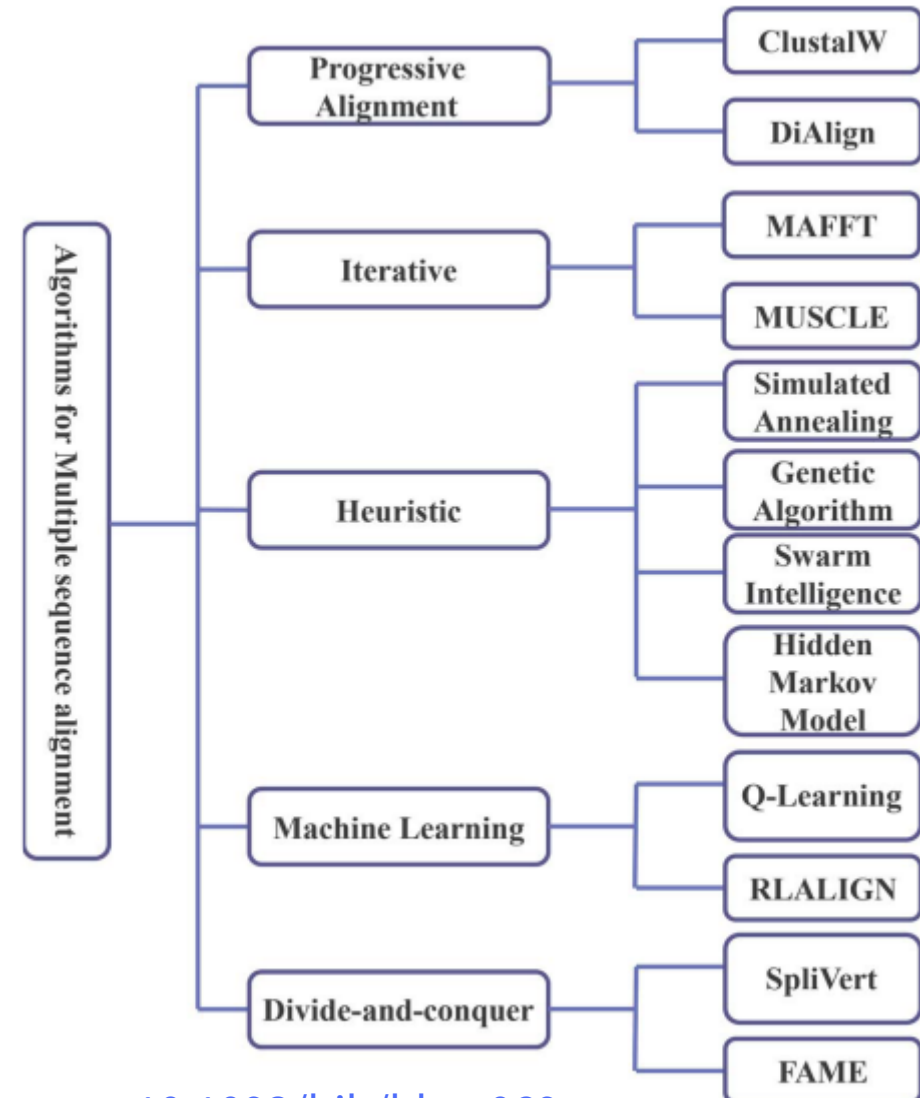 Algorithms for Multiple sequence alignment
Progressive
Alignment
ClustalW
DiAlign
Iterative
MAFFT
MUSCLE
Heuristic
Simulated
Annealing
Genetic
Algorithm
Swarm
Intelligence
Hidden
Markov
Model
Machine Learning
Q-Learning
RLALIGN
Divide-and-conquer
SpliVert
FAME